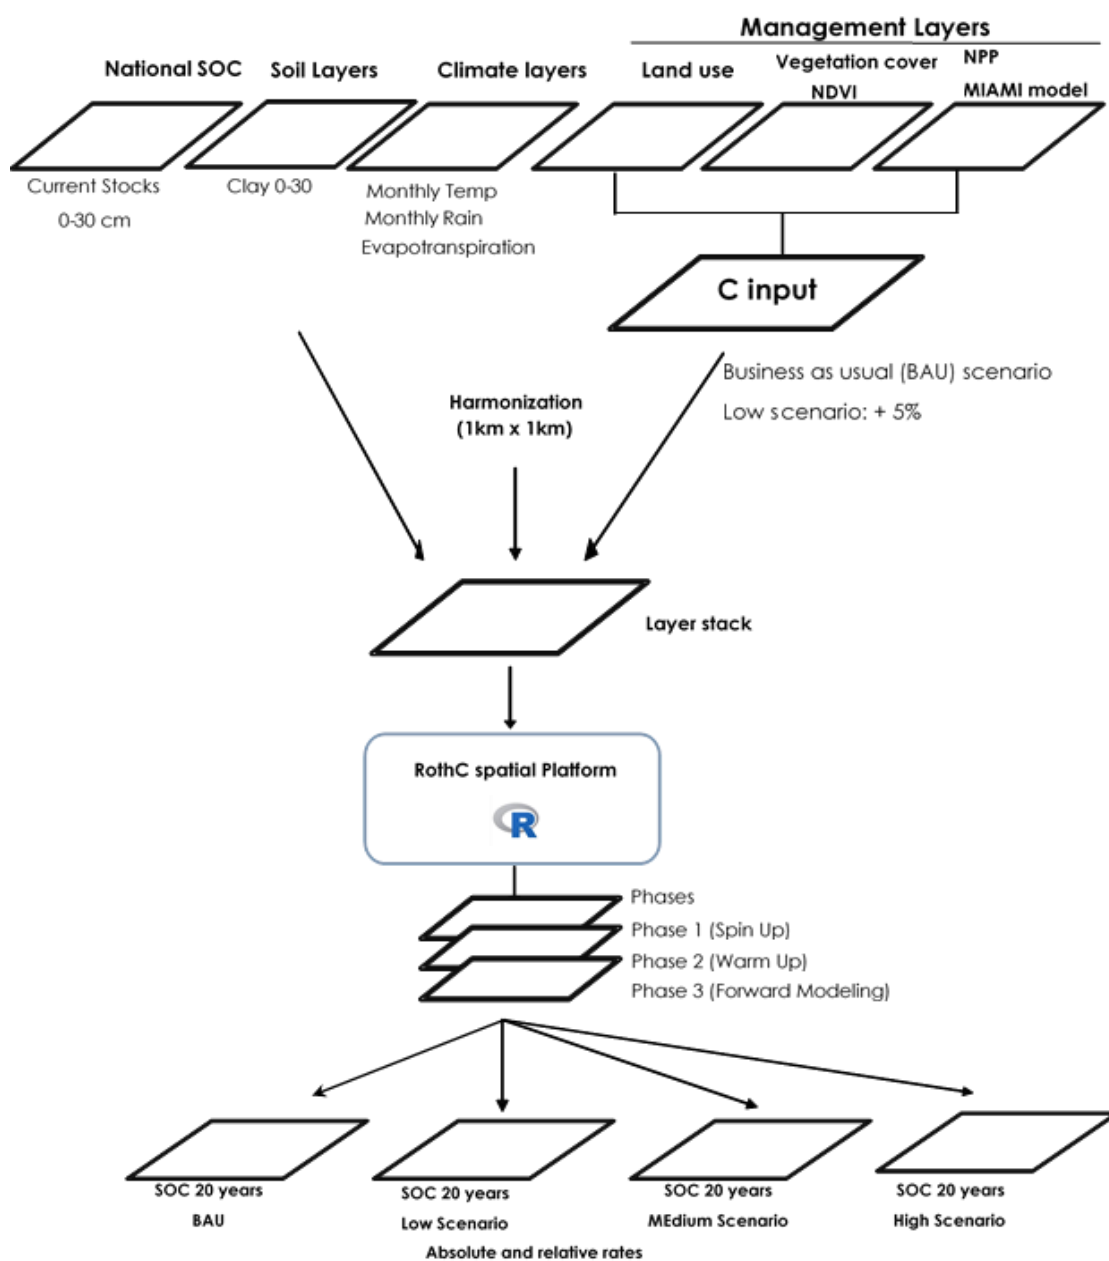 Management Layers
National SOC
Soil Layers
Climate layers
Land use
Vegetation cover
NDVI
NPP
MIAMI model
Current Stocks
0-30 cm
Clay 0-30
Monthly Temp
Monthly Rain
Evapotranspiration
C input
Business as usual (BAU) scenario
Low scenario: + 5%
Harmonization
(1km x 1km)
Layer stack
RothC spatial Platform
R
Phases
Phase 1 (Spin Up)
Phase 2 (Warm Up)
Phase 3 (Forward Modeling)
SOC 20 years
BAU
SOC 20 years
Low Scenario
SOC 20 years
MEdium Scenario
SOC 20 years
High Scenario
Absolute and relative rates